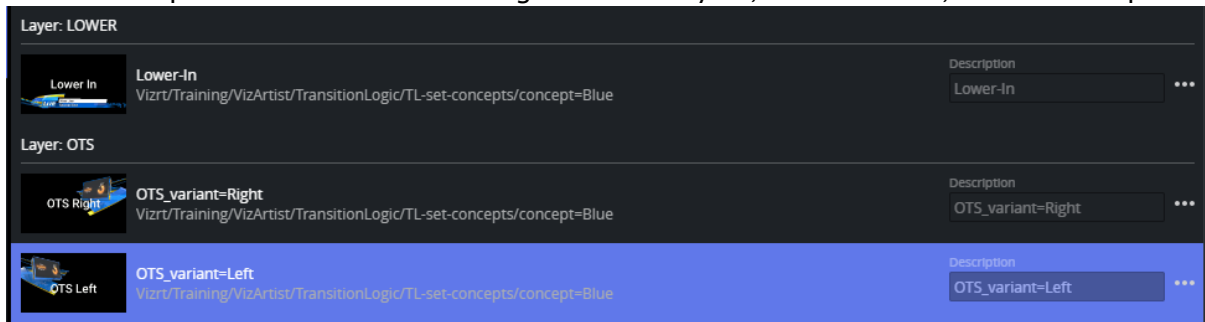 Layer: LOWER
Lower In
Lower-In
Vizrt/Training/VizArtist/TransitionLogic/TL-set-concepts/concept=Blue
Description
Lower-In
Layer: OTS
OTS Right
OTS_variant=Right
Vizrt/Training/VizArtist/TransitionLogic/TL-set-concepts/concept=Blue
Description
OTS_variant=Right
OTS Left
OTS_variant=Left
Vizrt/Training/VizArtist/TransitionLogic/TL-set-concepts/concept=Blue
Description
OTS_variant=Left